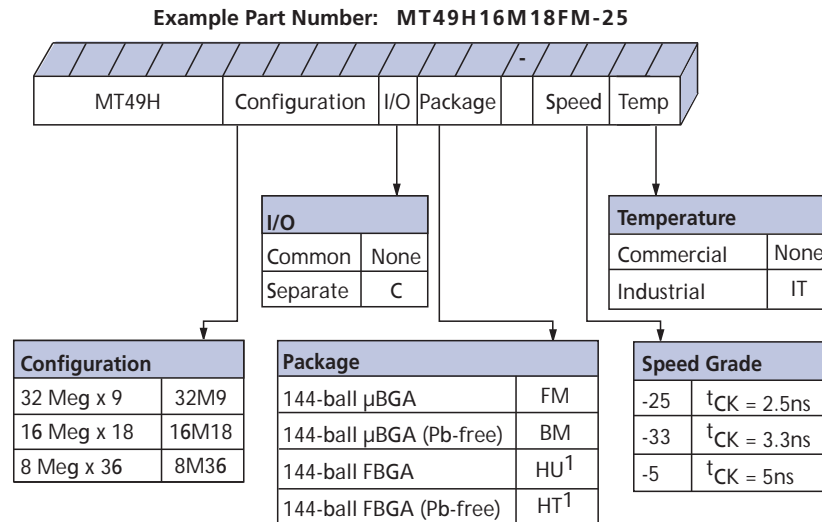 Example Part Number: MT49H16M18FM-25
-
MT49H Configuration I/O Package Speed Temp
I/O
Common None
Separate C
Temperature
Commercial None
Industrial IT
Configuration
32 Meg x 9 32M9
16 Meg x 18 16M18
8 Meg x 36 8M36
Package
144-ball µBGA FM
144-ball µBGA (Pb-free) BM
144-ball FBGA HU1
144-ball FBGA (Pb-free) HT1
Speed Grade
-25 tCK = 2.5ns
-33 tCK = 3.3ns
-5 tCK = 5ns